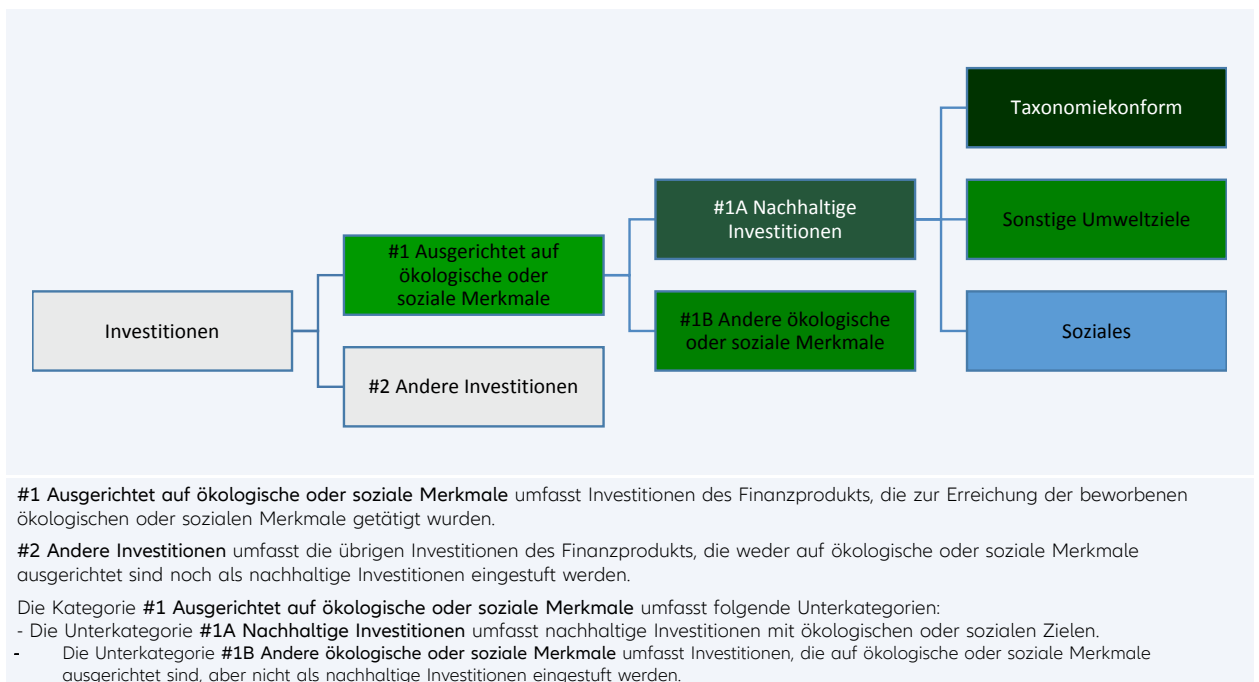 Taxonomiekonform
#1A Nachhaltige
Investitionen
Sonstige Umweltziele
#1 Ausgerichtet auf
ökologische oder
soziale Merkmale
Investitionen
#1B Andere ökologische
oder soziale Merkmale
Soziales
#2 Andere Investitionen
#1 Ausgerichtet auf ökologische oder soziale Merkmale umfasst Investitionen des Finanzprodukts, die zur Erreichung der beworbenen
ökologischen oder sozialen Merkmale getätigt wurden.
#2 Andere Investitionen umfasst die übrigen Investitionen des Finanzprodukts, die weder auf ökologische oder soziale Merkmale
ausgerichtet sind noch als nachhaltige Investitionen eingestuft werden.
Die Kategorie #1 Ausgerichtet auf ökologische oder soziale Merkmale umfasst folgende Unterkategorien:
- Die Unterkategorie #1A Nachhaltige Investitionen umfasst nachhaltige Investitionen mit ökologischen oder sozialen Zielen.
- Die Unterkategorie #1B Andere ökologische oder soziale Merkmale umfasst Investitionen, die auf ökologische oder soziale Merkmale
ausgerichtet sind, aber nicht als nachhaltige Investitionen eingestuft werden.